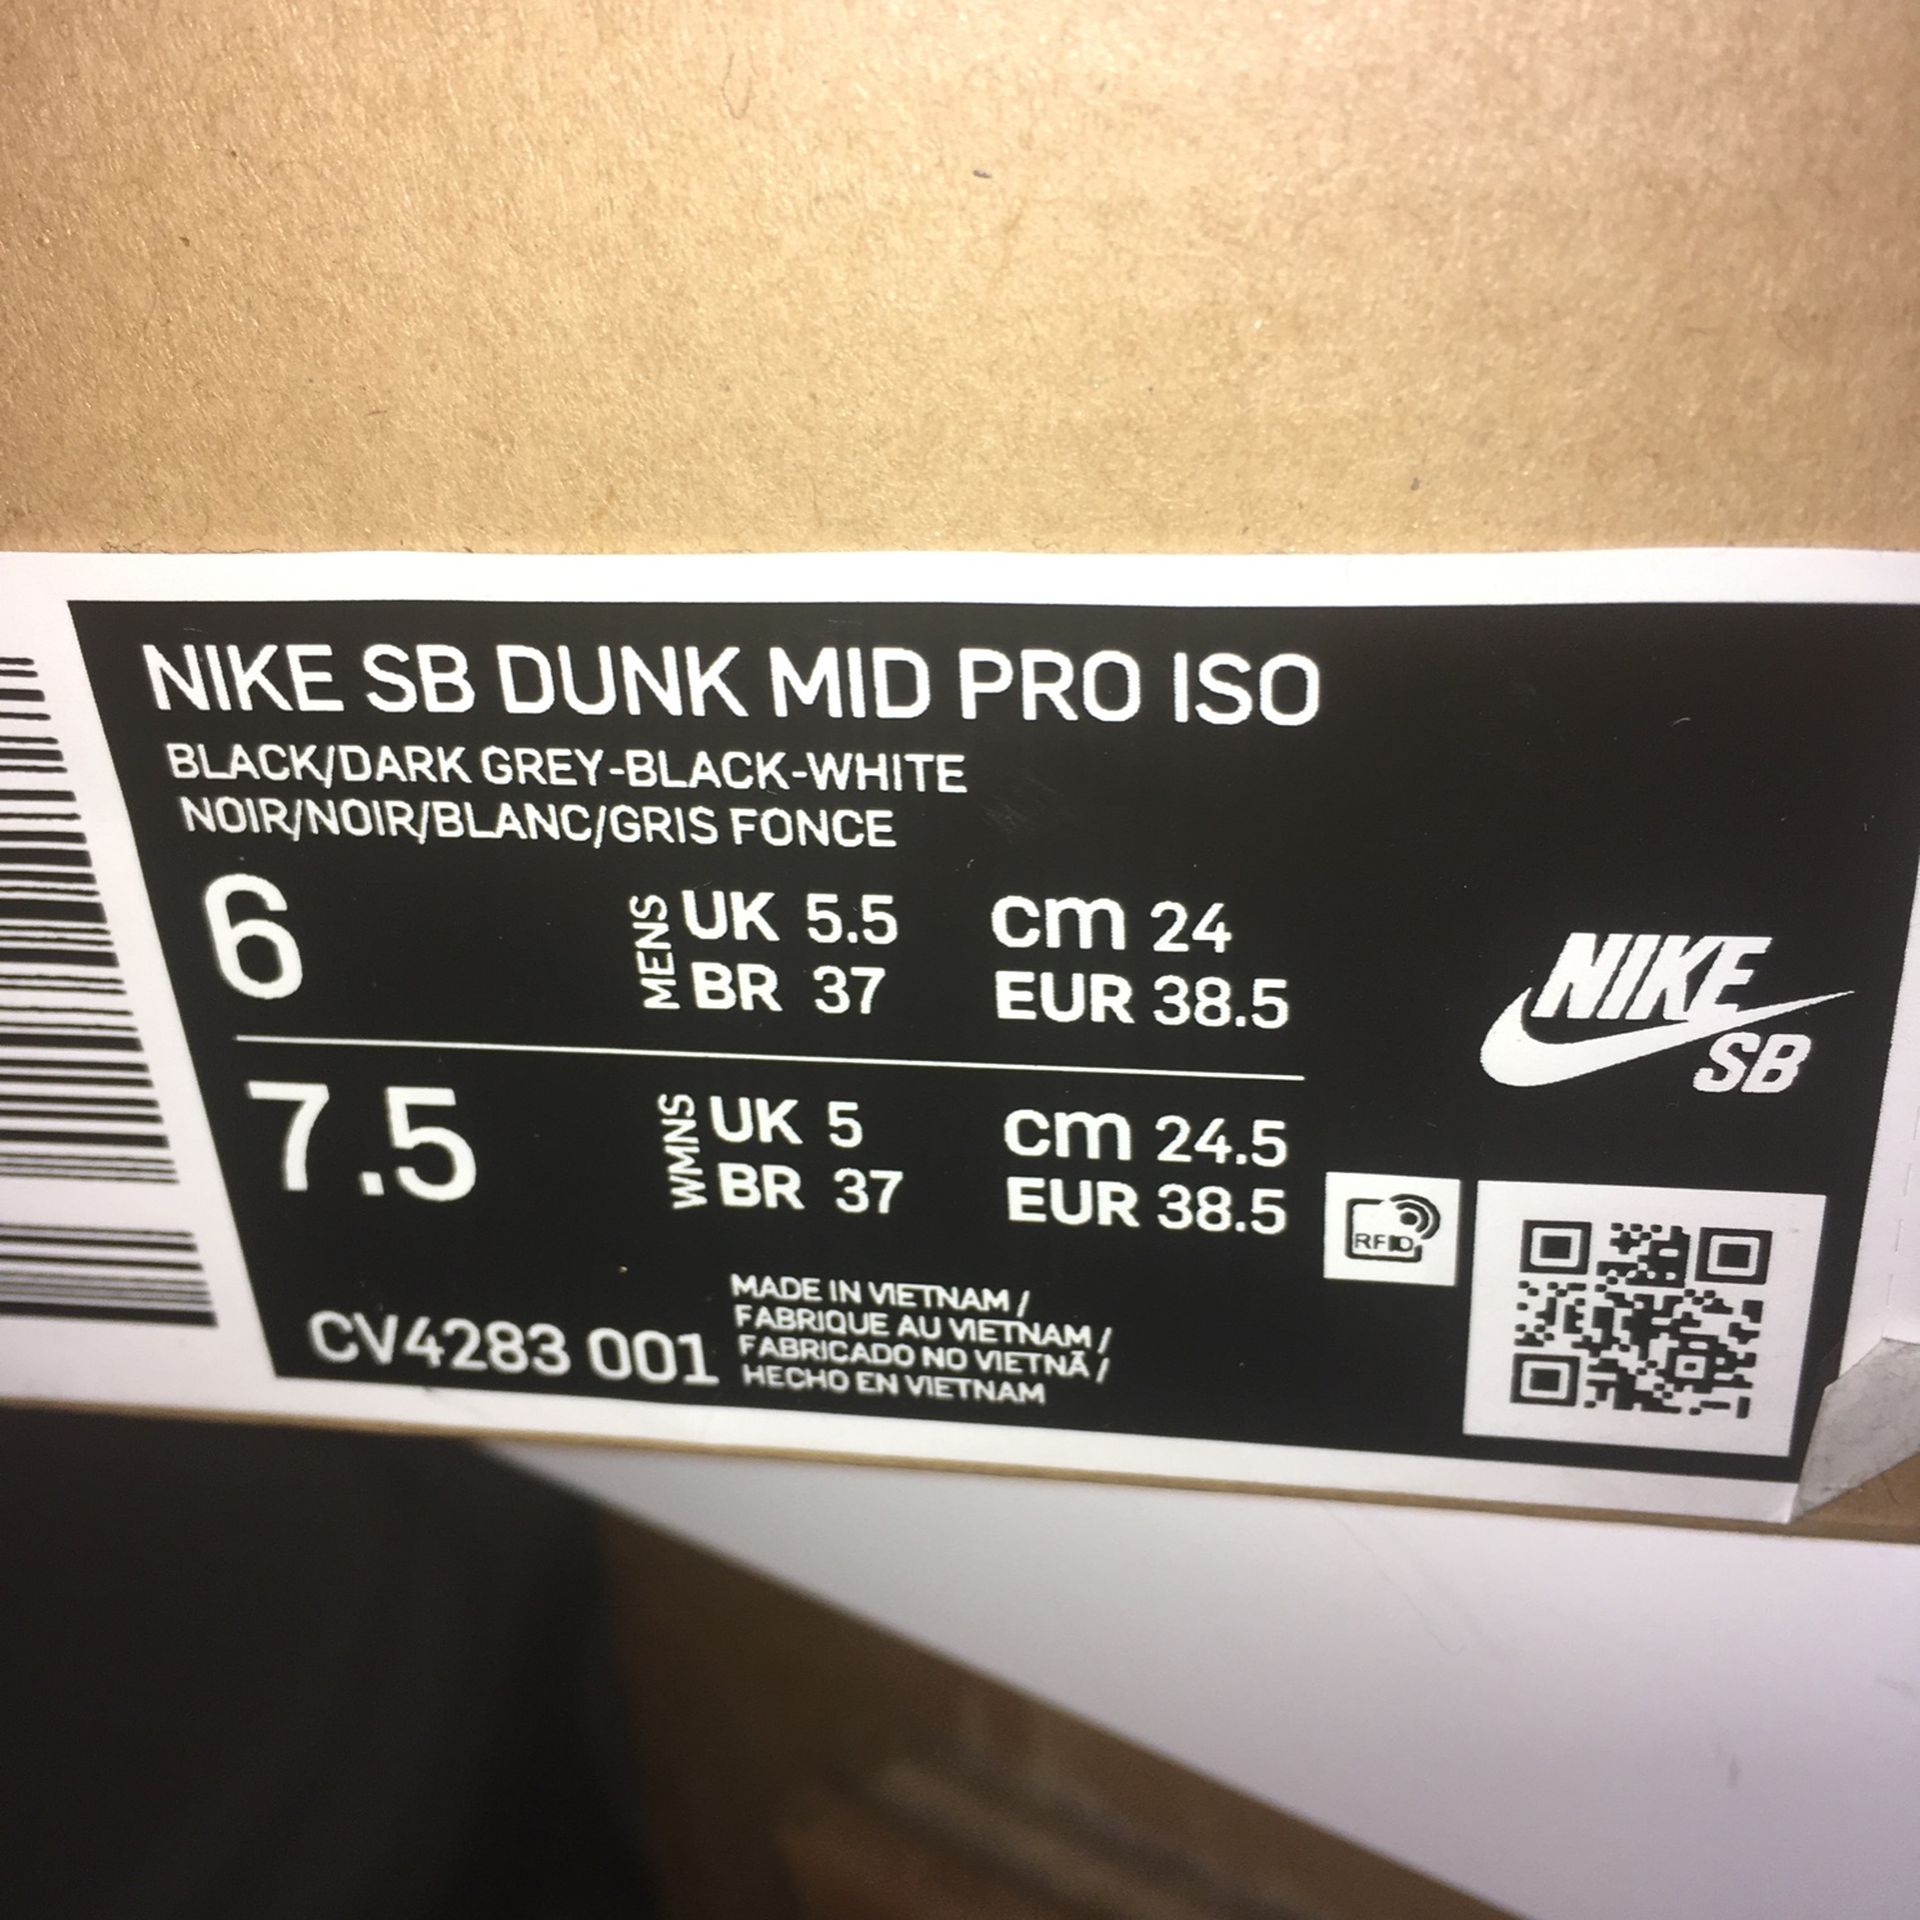 NIKE SB DUNK MID PRO ISO
BLACK/DARK GREY-BLACK-WHITE
NOIR/NOIR/BLANC/GRIS FONCE
6 MENS UK 5.5 cm 24
BR 37 EUR 38.5
7.5 WMNS UK 5 cm 24.5
BR 37 EUR 38.5
NIKE
SB
RFID
CV4283 001
MADE IN VIETNAM /
FABRIQUE AU VIETNAM /
FABRICADO NO VIETNÃ /
HECHO EN VIETNAM